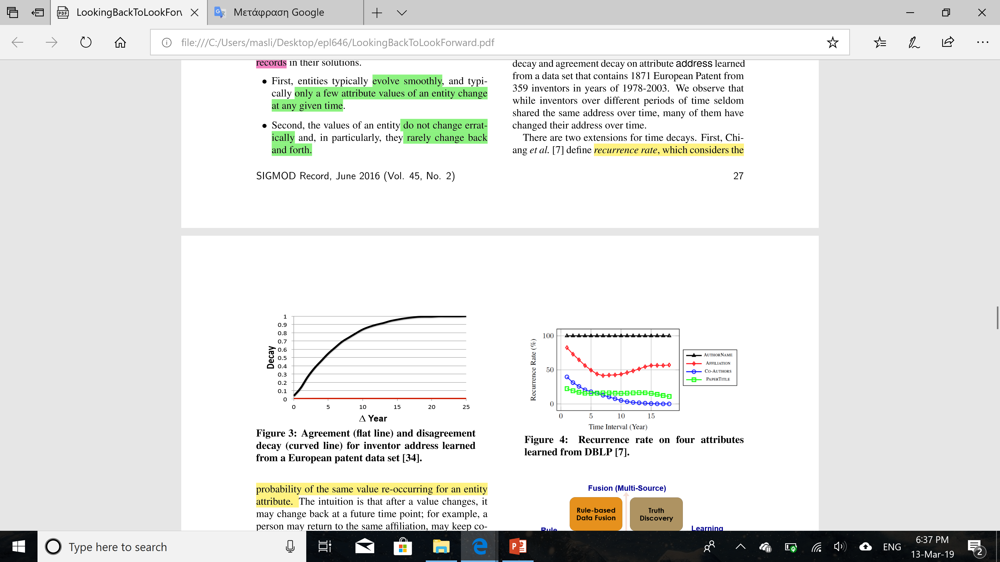 LookingBackToLookForv
Μετάφραση Google
file:///C:/Users/masli/Desktop/epl646/LookingBackToLookForward.pdf
records in their solutions.
• First, entities typically evolve smoothly, and typi-
cally only a few attribute values of an entity change
at any given time.
• Second, the values of an entity do not change errat-
ically and, in particularly, they rarely change back
and forth.
decay and agreement decay on attribute address learned
from a data set that contains 1871 European Patent from
359 inventors in years of 1978-2003. We observe that
while inventors over different periods of time seldom
shared the same address over time, many of them have
changed their address over time.
There are two extensions for time decays. First, Chi-
ang et al. [7] define recurrence rate, which considers the
SIGMOD Record, June 2016 (Vol. 45, No. 2)
27
1
0.9
0.8
0.7
0.6
0.5
0.4
0.3
0.2
0.1
0
Decay
0 5 10 15 20 25
Δ Year
Figure 3: Agreement (flat line) and disagreement
decay (curved line) for inventor address learned
from a European patent data set [34].
probability of the same value re-occurring for an entity
attribute. The intuition is that after a value changes, it
may change back at a future time point; for example, a
person may return to the same affiliation, may keep co-
100
50
0
Recurrence Rate (%)
0 5 10 15
Time Interval (Year)
AUTHORNAME
AFFILIATION
CO-AUTHORS
PAPERTITLE
Figure 4: Recurrence rate on four attributes
learned from DBLP [7].
Fusion (Multi-Source)
Rule-based
Data Fusion
Truth
Discovery
Rule
Learning
Type here to search
ENG
6:37 PM
13-Mar-19
2